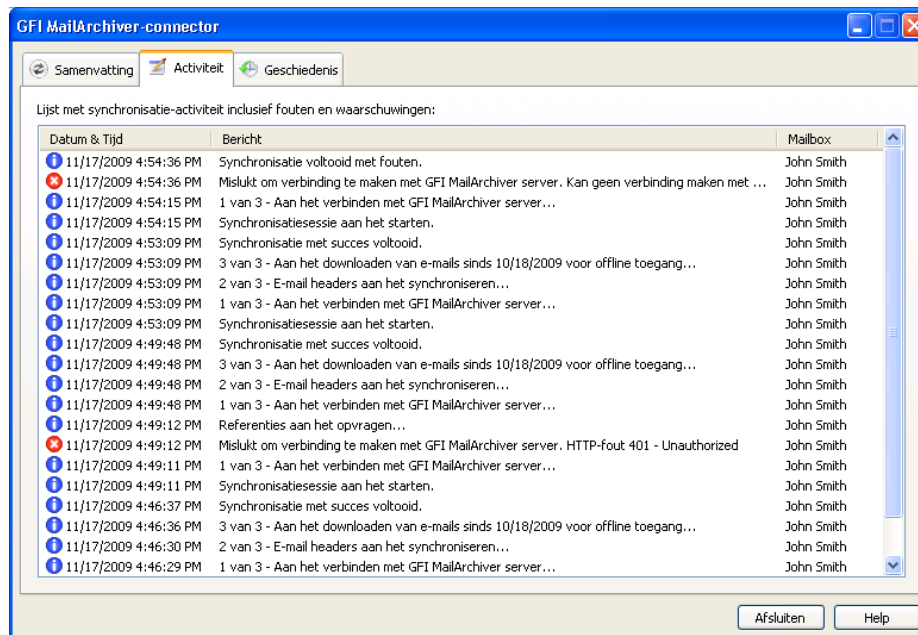 GFI MailArchiver-connector
Samenvatting Activiteit Geschiedenis
Lijst met synchronisatie-activiteit inclusief fouten en waarschuwingen:
Datum & Tijd Bericht Mailbox
11/17/2009 4:54:36 PM Synchronisatie voltooid met fouten. John Smith
11/17/2009 4:54:36 PM Mislukt om verbinding te maken met GFI MailArchiver server. Kan geen verbinding maken met ... John Smith
11/17/2009 4:54:15 PM 1 van 3 - Aan het verbinden met GFI MailArchiver server... John Smith
11/17/2009 4:54:15 PM Synchronisatiesessie aan het starten. John Smith
11/17/2009 4:53:09 PM Synchronisatie met succes voltooid. John Smith
11/17/2009 4:53:09 PM 3 van 3 - Aan het downloaden van e-mails sinds 10/18/2009 voor offline toegang... John Smith
11/17/2009 4:53:09 PM 2 van 3 - E-mail headers aan het synchroniseren... John Smith
11/17/2009 4:53:09 PM 1 van 3 - Aan het verbinden met GFI MailArchiver server... John Smith
11/17/2009 4:53:09 PM Synchronisatiesessie aan het starten. John Smith
11/17/2009 4:49:48 PM Synchronisatie met succes voltooid. John Smith
11/17/2009 4:49:48 PM 3 van 3 - Aan het downloaden van e-mails sinds 10/18/2009 voor offline toegang... John Smith
11/17/2009 4:49:48 PM 2 van 3 - E-mail headers aan het synchroniseren... John Smith
11/17/2009 4:49:48 PM 1 van 3 - Aan het verbinden met GFI MailArchiver server... John Smith
11/17/2009 4:49:12 PM Referenties aan het opvragen... John Smith
11/17/2009 4:49:12 PM Mislukt om verbinding te maken met GFI MailArchiver server. HTTP-fout 401 - Unauthorized John Smith
11/17/2009 4:49:11 PM 1 van 3 - Aan het verbinden met GFI MailArchiver server... John Smith
11/17/2009 4:49:11 PM Synchronisatiesessie aan het starten. John Smith
11/17/2009 4:46:37 PM Synchronisatie met succes voltooid. John Smith
11/17/2009 4:46:36 PM 3 van 3 - Aan het downloaden van e-mails sinds 10/18/2009 voor offline toegang... John Smith
11/17/2009 4:46:30 PM 2 van 3 - E-mail headers aan het synchroniseren... John Smith
11/17/2009 4:46:29 PM 1 van 3 - Aan het verbinden met GFI MailArchiver server... John Smith
Afsluiten Help